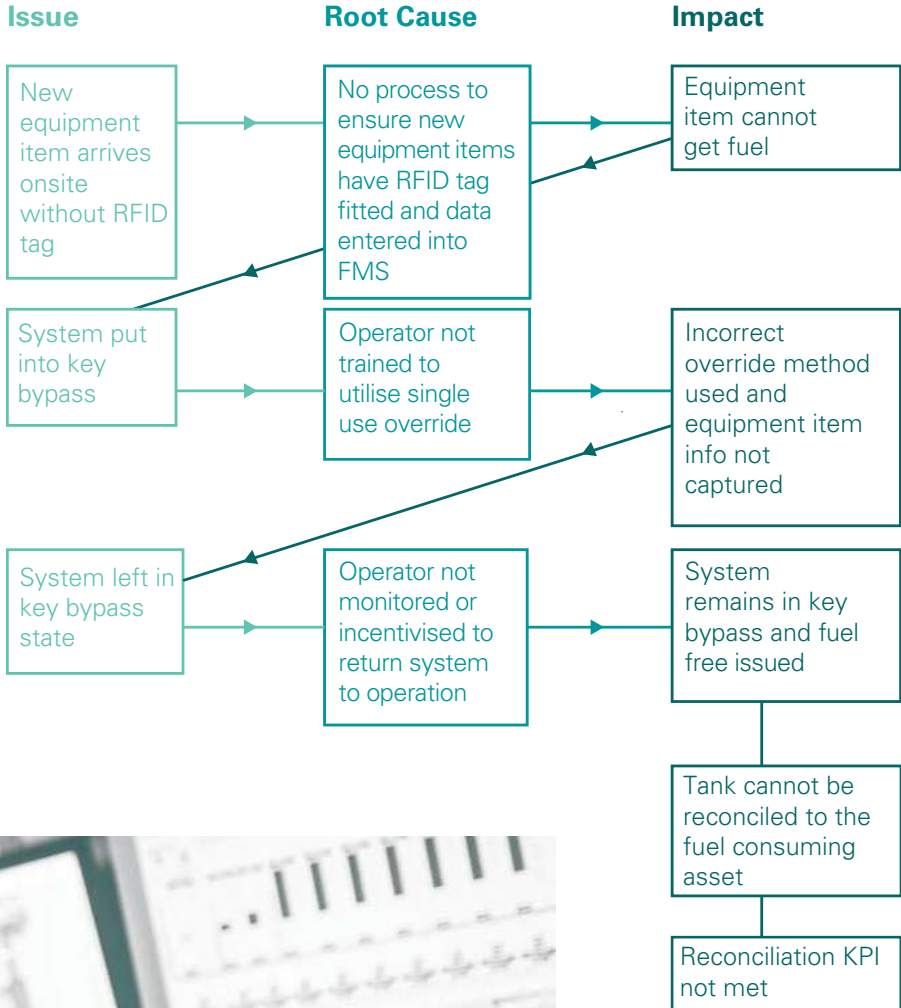 Issue
Root Cause
Impact
New
equipment
item arrives
onsite
without RFID
tag
No process to
ensure new
equipment items
have RFID tag
fitted and data
entered into
FMS
Equipment
item cannot
get fuel
System put
into key
bypass
Operator not
trained to
utilise single
use override
Incorrect
override method
used and
equipment item
info not
captured
System left in
key bypass
state
Operator not
monitored or
incentivised to
return system
to operation
System
remains in key
bypass and fuel
free issued
Tank cannot be
reconciled to the
fuel consuming
asset
Reconciliation KPI
not met